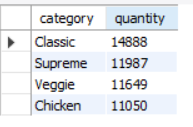 category quantity
Classic 14888
Supreme 11987
Veggie 11649
Chicken 11050